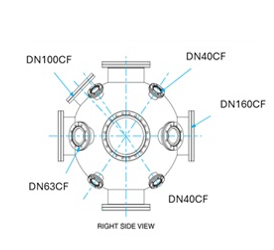 DN40CF
DN100CF
DN160CF
DN63CF
DN40CF
RIGHT SIDE VIEW